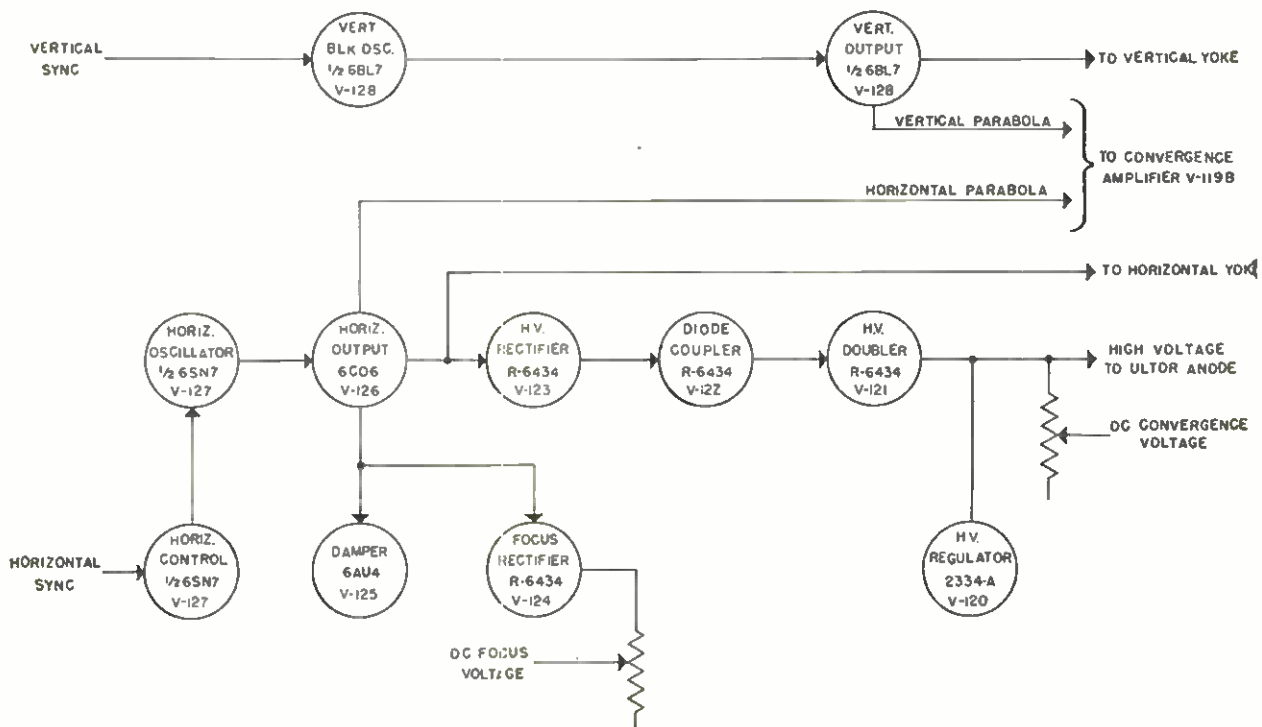 VERTICAL
SYNC
VERT
BLK OSC.
1/2 6BL7
V-128
VERT.
OUTPUT
1/2 6BL7
V-128
TO VERTICAL YOKE
VERTICAL PARABOLA
HORIZONTAL PARABOLA
TO CONVERGENCE
AMPLIFIER V-119B
TO HORIZONTAL YOKE
HORIZ.
OSCILLATOR
1/2 6SN7
V-127
HORIZ.
OUTPUT
6CD6
V-126
H.V.
RECTIFIER
R-6434
V-123
DIODE
COUPLER
R-6434
V-122
H.V.
DOUBLER
R-6434
V-121
HIGH VOLTAGE
TO ULTOR ANODE
DC CONVERGENCE
VOLTAGE
HORIZONTAL
SYNC
HORIZ.
CONTROL
1/2 6SN7
V-127
DAMPER
6AU4
V-125
FOCUS
RECTIFIER
R-6434
V-124
H.V.
REGULATOR
2334-A
V-120
DC FOCUS
VOLTAGE